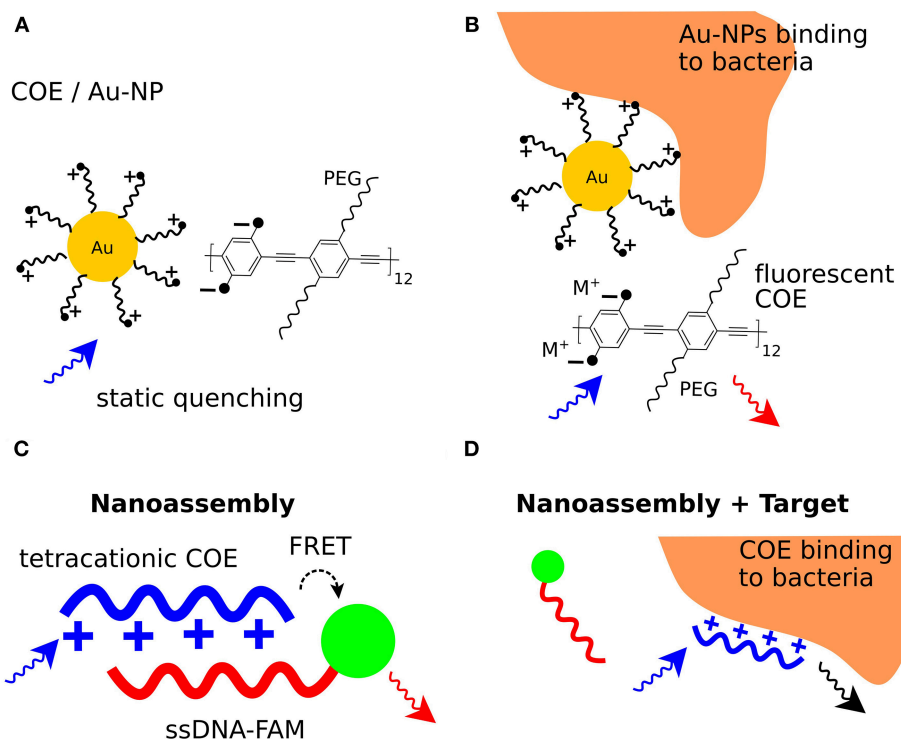 A
COE / Au-NP
+
+
+
+
+
+
+
+
Au
PEG
12
static quenching
B
Au-NPs binding
to bacteria
+
+
+
+
+
+
+
+
Au
fluorescent
COE
M⁺
M⁺
12
PEG
C
Nanoassembly
tetracationic COE
FRET
+ + + +
ssDNA-FAM
D
Nanoassembly + Target
COE binding
to bacteria
+ + + +